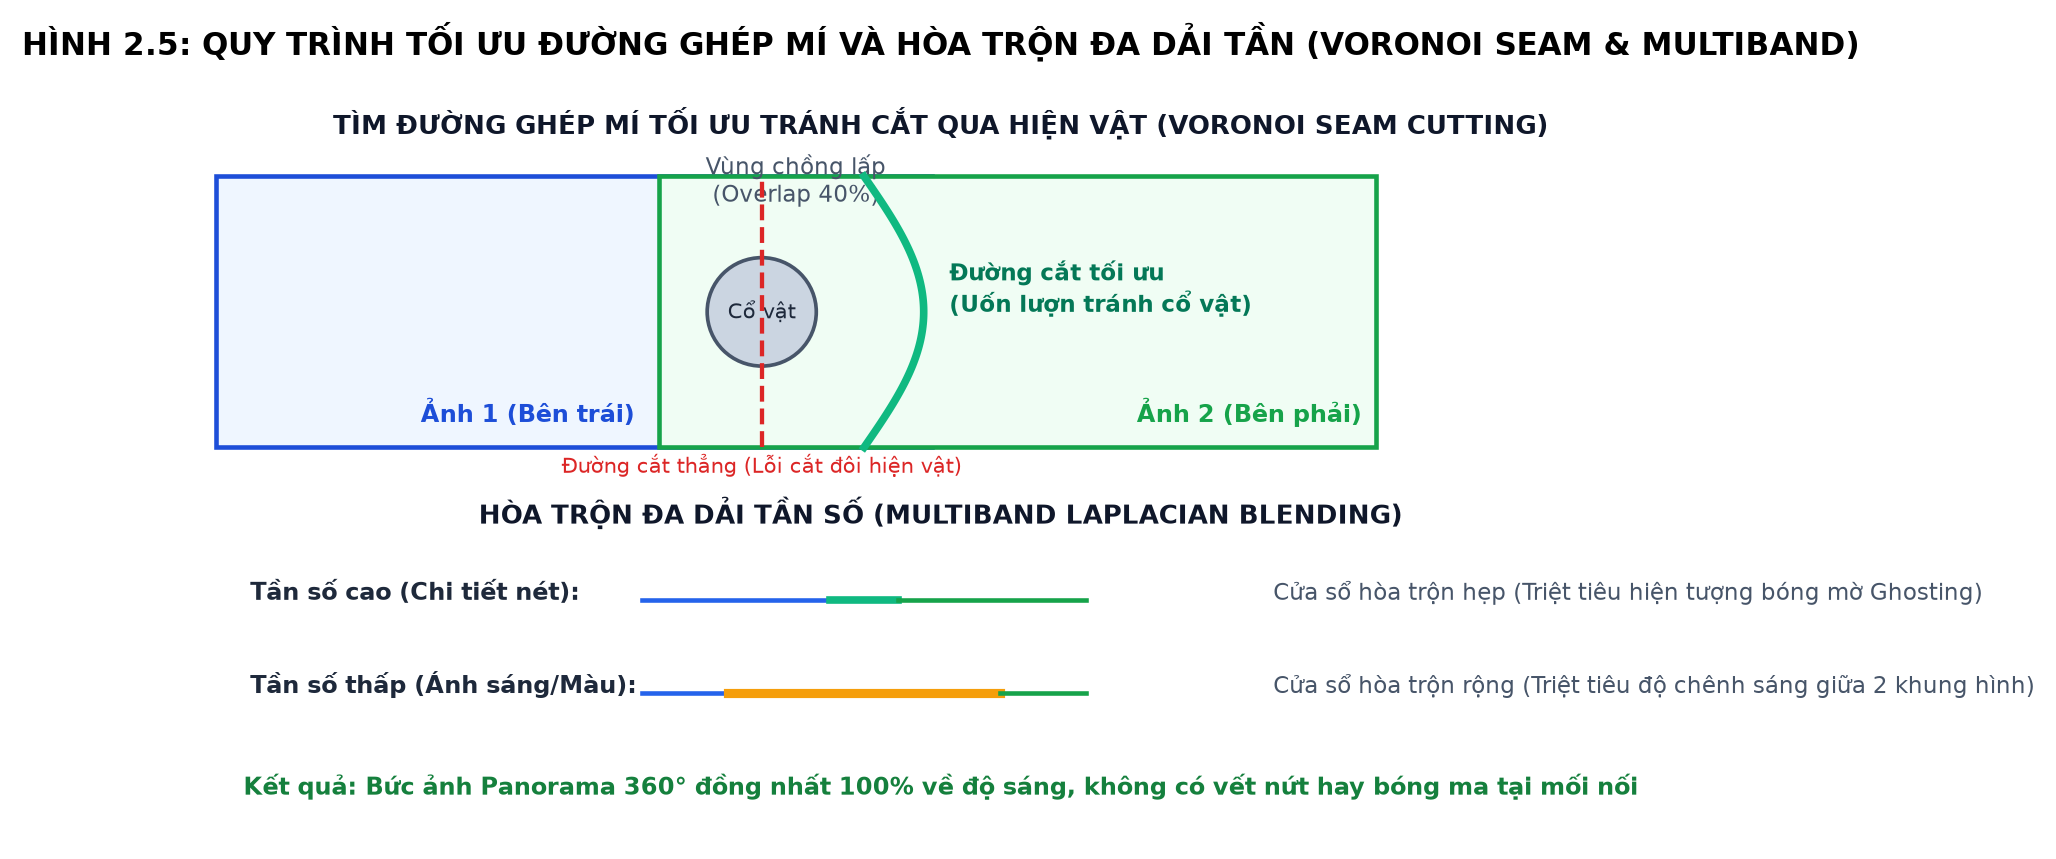 HÌNH 2.5: QUY TRÌNH TỐI ƯU ĐƯỜNG GHÉP MÍ VÀ HÒA TRỘN ĐA DẢI TẦN (VORONOI SEAM & MULTIBAND)
TÌM ĐƯỜNG GHÉP MÍ TỐI ƯU TRÁNH CẮT QUA HIỆN VẬT (VORONOI SEAM CUTTING)
Vùng chồng lấp
(Overlap 40%)
Đường cắt tối ưu
(Uốn lượn tránh cổ vật)
Cổ vật
Ảnh 1 (Bên trái)
Ảnh 2 (Bên phải)
Đường cắt thẳng (Lỗi cắt đôi hiện vật)
HÒA TRỘN ĐA DẢI TẦN SỐ (MULTIBAND LAPLACIAN BLENDING)
Tần số cao (Chi tiết nét):
Cửa sổ hòa trộn hẹp (Triệt tiêu hiện tượng bóng mờ Ghosting)
Tần số thấp (Ánh sáng/Màu):
Cửa sổ hòa trộn rộng (Triệt tiêu độ chênh sáng giữa 2 khung hình)
Kết quả: Bức ảnh Panorama 360° đồng nhất 100% về độ sáng, không có vết nứt hay bóng ma tại mối nối